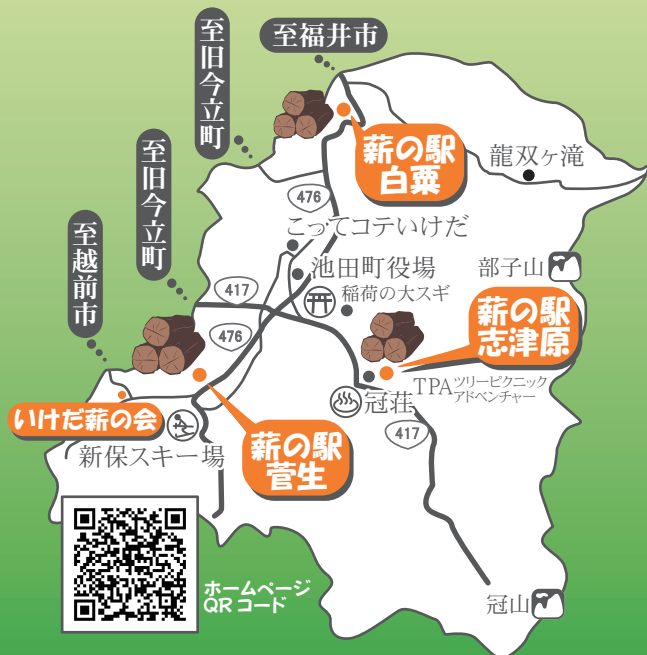 至福井市
至旧今立町
至旧今立町
至越前市
薪の駅
白粟
龍双ヶ滝
476
こってコテいけだ
池田町役場
部子山
417
稲荷の大スギ
476
薪の駅
志津原
TPA ツリーピクニック
アドベンチャー
冠荘
417
いけだ薪の会
新保スキー場
薪の駅
菅生
ホームページ
QRコード
冠山